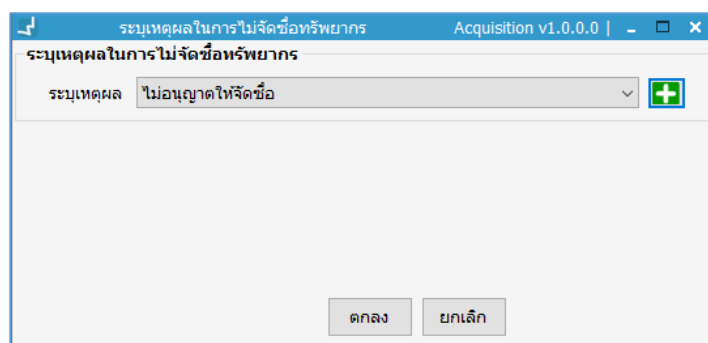 ระบุเหตุผลในการไม่จัดซื้อทรัพยากร Acquisition v1.0.0.0 |
ระบุเหตุผลในการไม่จัดซื้อทรัพยากร
ระบุเหตุผล ไม่อนุญาตให้จัดซื้อ
ตกลง ยกเลิก